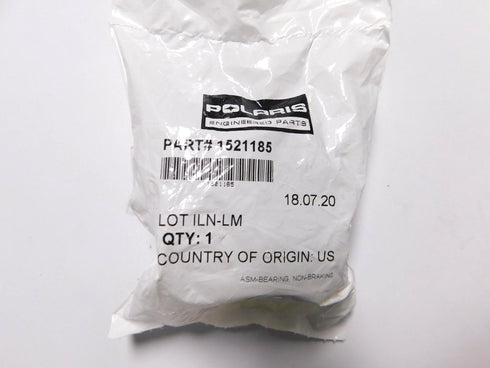 POLARIS
ENGINEERED PARTS
PART# 1521185
1521185
18.07.20
LOT ILN-LM
QTY: 1
COUNTRY OF ORIGIN: US
ASM-BEARING, NON-BRAKING